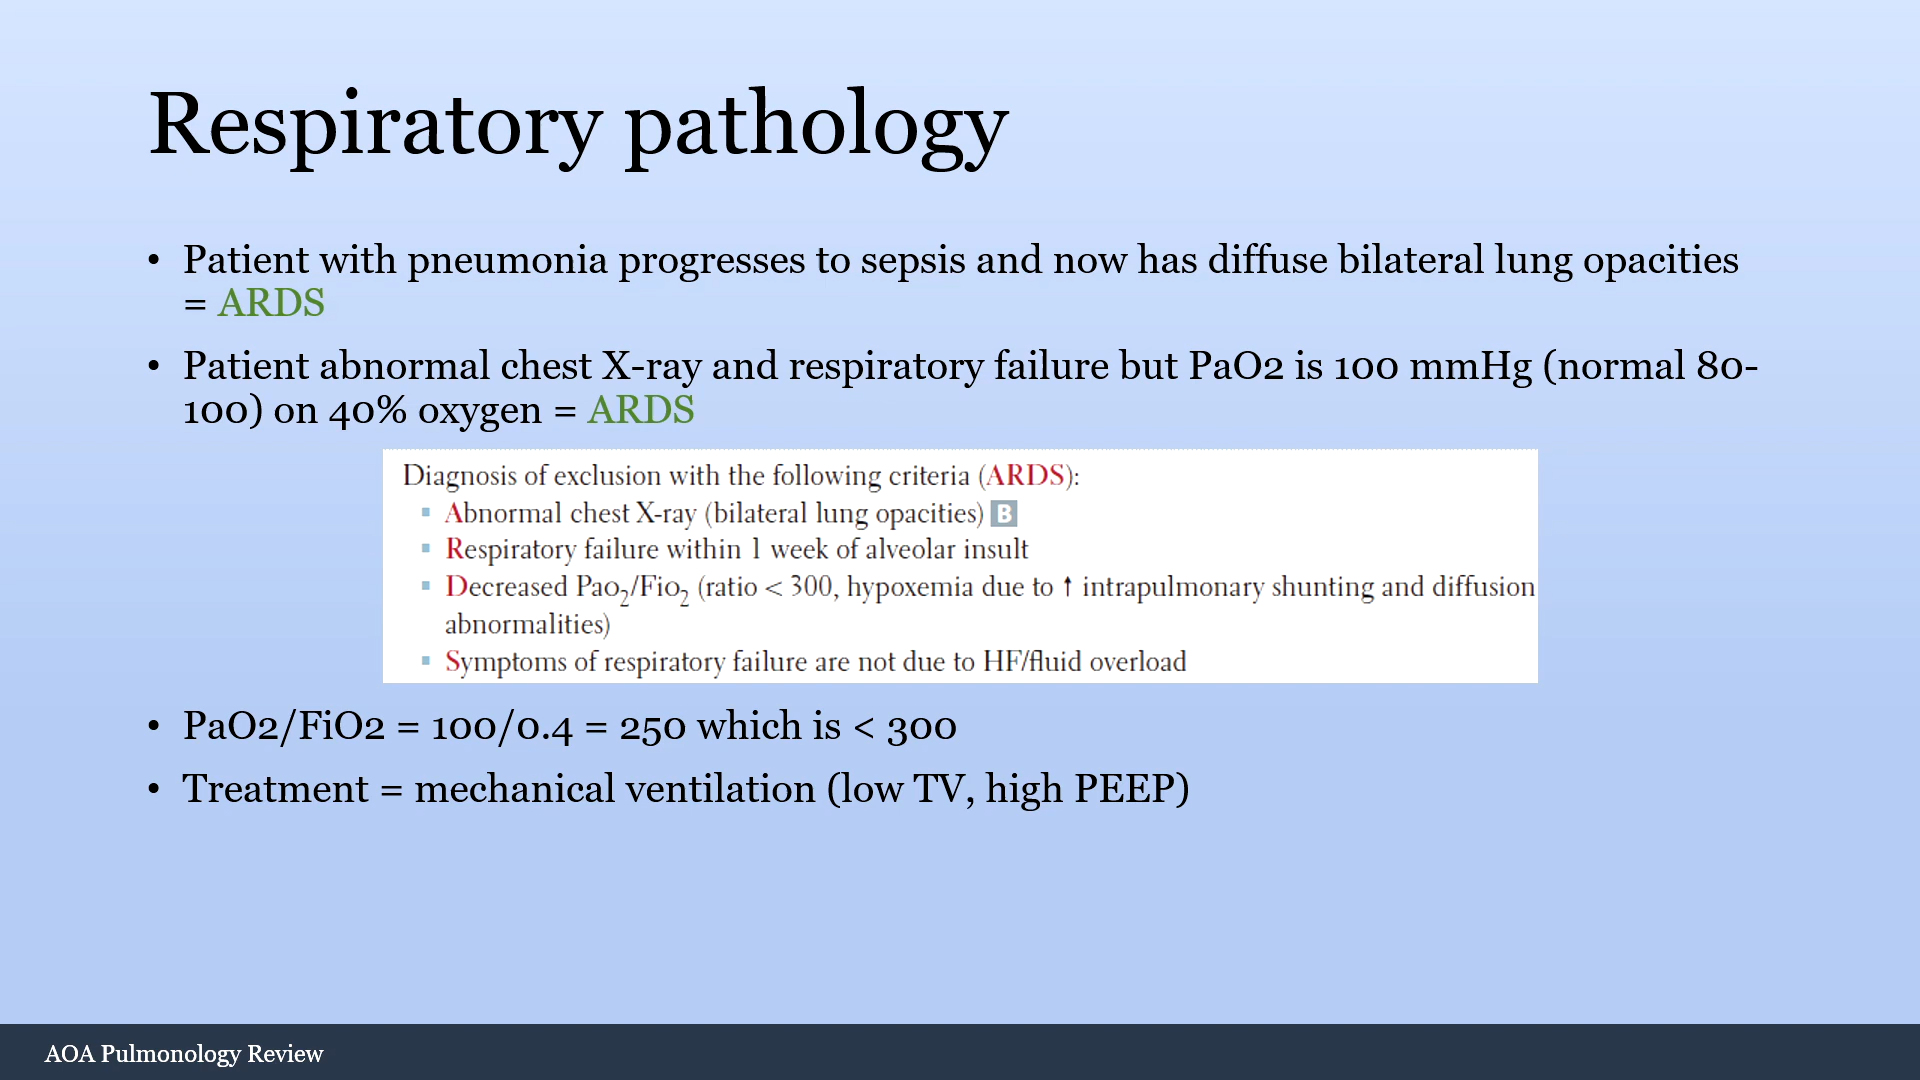 Respiratory pathology
• Patient with pneumonia progresses to sepsis and now has diffuse bilateral lung opacities
= ARDS
• Patient abnormal chest X-ray and respiratory failure but PaO2 is 100 mmHg (normal 80-
100) on 40% oxygen = ARDS
Diagnosis of exclusion with the following criteria (ARDS):
▪ Abnormal chest X-ray (bilateral lung opacities) B
▪ Respiratory failure within 1 week of alveolar insult
▪ Decreased Pao₂/Fio₂ (ratio < 300, hypoxemia due to ↑ intrapulmonary shunting and diffusion
abnormalities)
▪ Symptoms of respiratory failure are not due to HF/fluid overload
• PaO2/FiO2 = 100/0.4 = 250 which is < 300
• Treatment = mechanical ventilation (low TV, high PEEP)
AOA Pulmonology Review